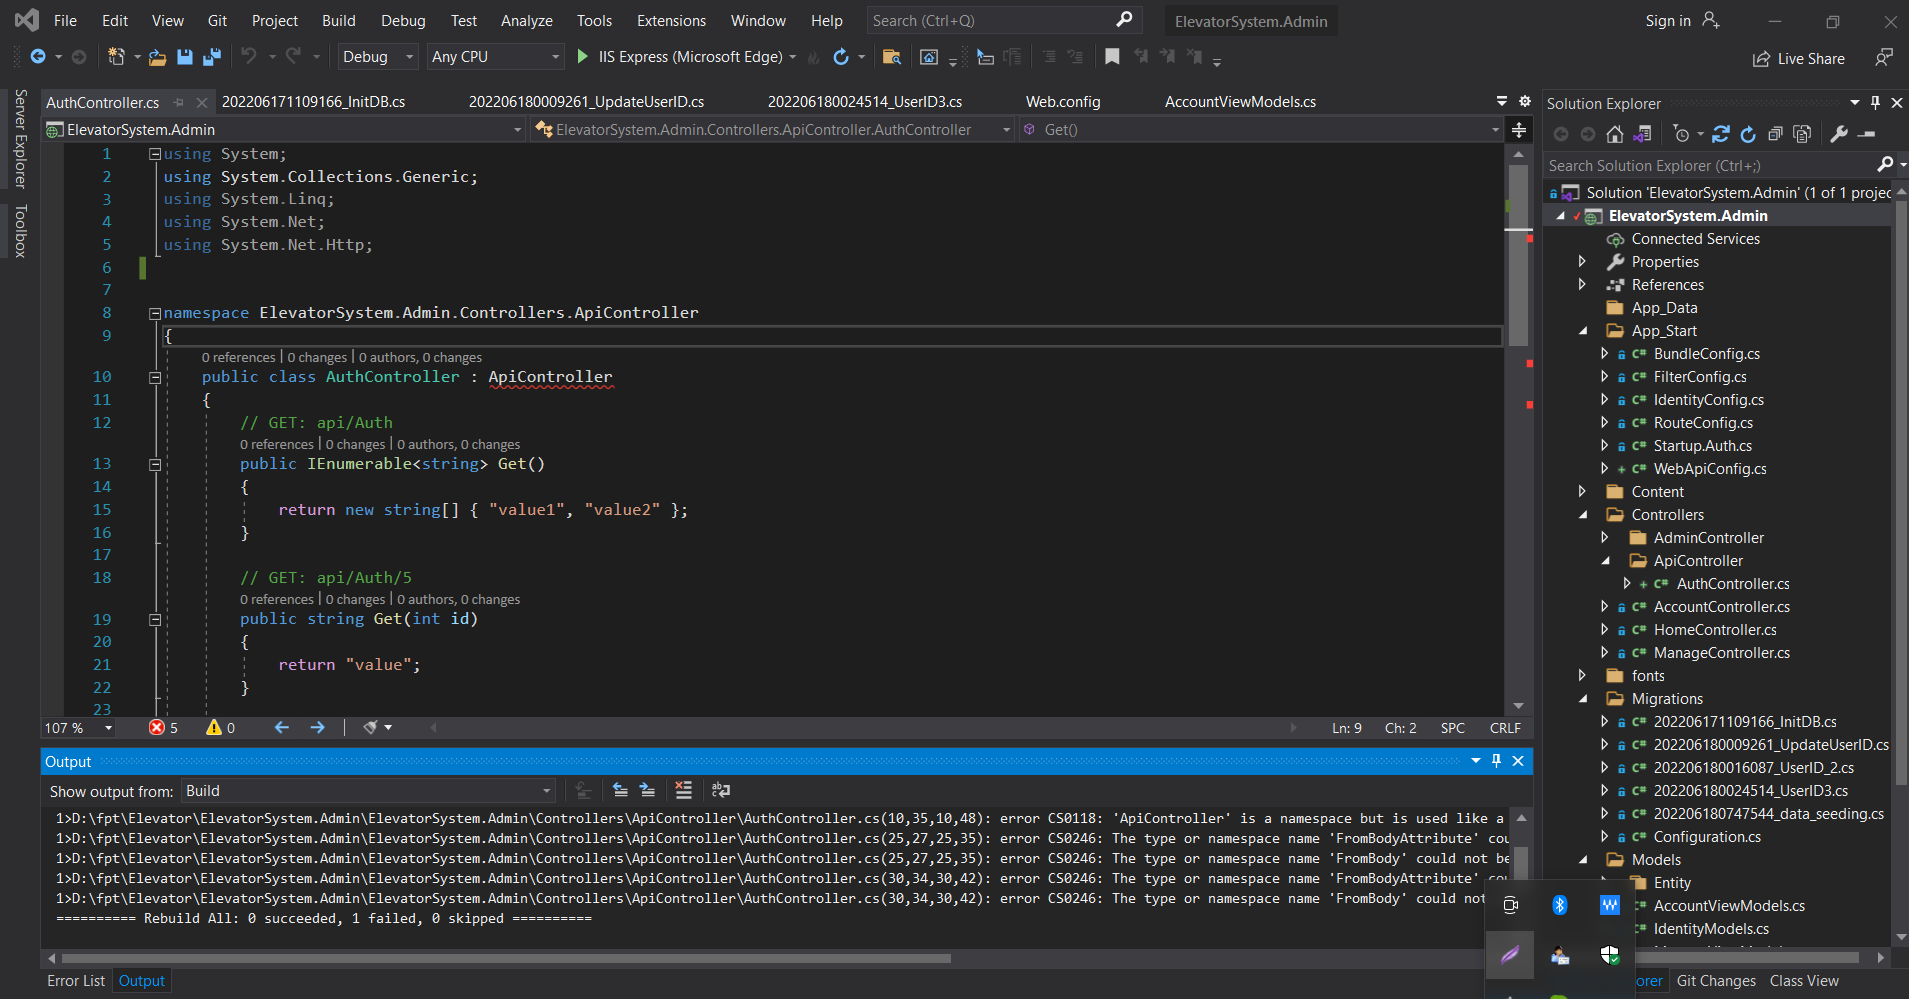 File Edit View Git Project Build Debug Test Analyze Tools Extensions Window Help Search (Ctrl+Q) ElevatorSystem.Admin Sign in
Debug Any CPU IIS Express (Microsoft Edge) Live Share
Server Explorer
Toolbox
AuthController.cs 202206171109166_InitDB.cs 202206180009261_UpdateUserID.cs 202206180024514_UserID3.cs Web.config AccountViewModels.cs
ElevatorSystem.Admin ElevatorSystem.Admin.Controllers.ApiController.AuthController Get()
1 using System;
2 using System.Collections.Generic;
3 using System.Linq;
4 using System.Net;
5 using System.Net.Http;
6
7
8 namespace ElevatorSystem.Admin.Controllers.ApiController
9 {
0 references | 0 changes | 0 authors, 0 changes
10 public class AuthController : ApiController
11 {
12 // GET: api/Auth
0 references | 0 changes | 0 authors, 0 changes
13 public IEnumerable<string> Get()
14 {
15 return new string[] { "value1", "value2" };
16 }
17
18 // GET: api/Auth/5
0 references | 0 changes | 0 authors, 0 changes
19 public string Get(int id)
20 {
21 return "value";
22 }
23
107 % 5 0 Ln: 9 Ch: 2 SPC CRLF
Output
Show output from: Build
1>D:\fpt\Elevator\ElevatorSystem.Admin\ElevatorSystem.Admin\Controllers\ApiController\AuthController.cs(10,35,10,48): error CS0118: 'ApiController' is a namespace but is used like a
1>D:\fpt\Elevator\ElevatorSystem.Admin\ElevatorSystem.Admin\Controllers\ApiController\AuthController.cs(25,27,25,35): error CS0246: The type or namespace name 'FromBodyAttribute' cou
1>D:\fpt\Elevator\ElevatorSystem.Admin\ElevatorSystem.Admin\Controllers\ApiController\AuthController.cs(25,27,25,35): error CS0246: The type or namespace name 'FromBody' could not be
1>D:\fpt\Elevator\ElevatorSystem.Admin\ElevatorSystem.Admin\Controllers\ApiController\AuthController.cs(30,34,30,42): error CS0246: The type or namespace name 'FromBodyAttribute'
1>D:\fpt\Elevator\ElevatorSystem.Admin\ElevatorSystem.Admin\Controllers\ApiController\AuthController.cs(30,34,30,42): error CS0246: The type or namespace name 'FromBody' could not
========== Rebuild All: 0 succeeded, 1 failed, 0 skipped ==========
Error List Output
Solution Explorer
Search Solution Explorer (Ctrl+;)
Solution 'ElevatorSystem.Admin' (1 of 1 projec
ElevatorSystem.Admin
Connected Services
Properties
References
App_Data
App_Start
C# BundleConfig.cs
C# FilterConfig.cs
C# IdentityConfig.cs
C# RouteConfig.cs
C# Startup.Auth.cs
C# WebApiConfig.cs
Content
Controllers
AdminController
ApiController
C# AuthController.cs
C# AccountController.cs
C# HomeController.cs
C# ManageController.cs
fonts
Migrations
C# 202206171109166_InitDB.cs
C# 202206180009261_UpdateUserID.cs
C# 202206180016087_UserID_2.cs
C# 202206180024514_UserID3.cs
C# 202206180747544_data_seeding.cs
C# Configuration.cs
Models
Entity
AccountViewModels.cs
IdentityModels.cs
orer Git Changes Class View